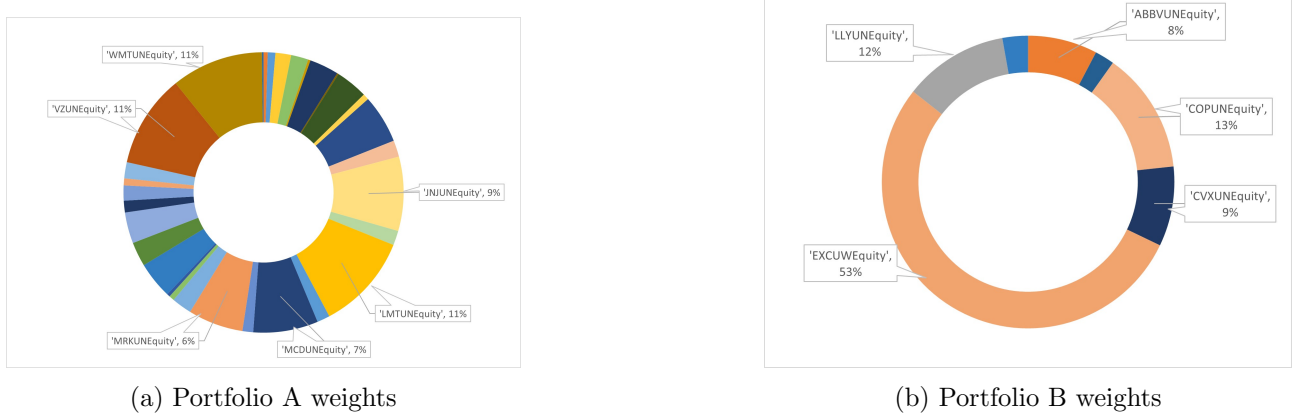 'WMTUNEquity', 11%
'VZUNEquity', 11%
'JNJUNEquity', 9%
'LMTUNEquity', 11%
'MCDUNEquity', 7%
'MRKUNEquity', 6%
(a) Portfolio A weights
'ABBVUNEquity',
8%
'LLYUNEquity',
12%
'COPUNEquity',
13%
'CVXUNEquity',
9%
'EXCUWEquity',
53%
(b) Portfolio B weights